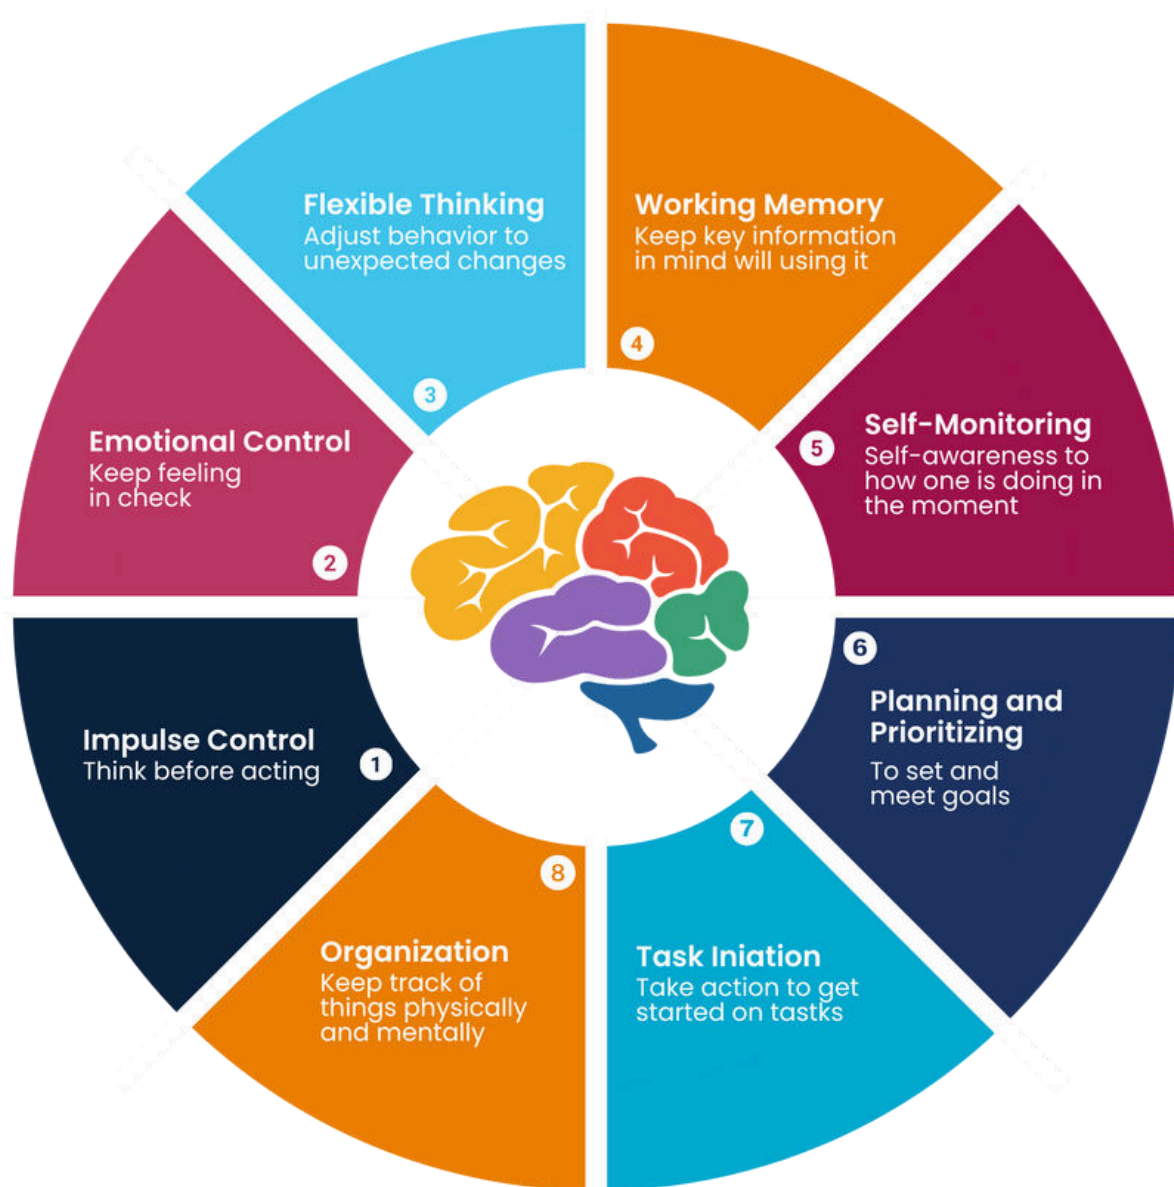 Impulse Control
Think before acting
1
Emotional Control
Keep feeling
in check
2
Flexible Thinking
Adjust behavior to
unexpected changes
3
Working Memory
Keep key information
in mind will using it
4
Self-Monitoring
Self-awareness to
how one is doing in
the moment
5
6
Planning and
Prioritizing
To set and
meet goals
7
Task Iniation
Take action to get
started on tastks
8
Organization
Keep track of
things physically
and mentally